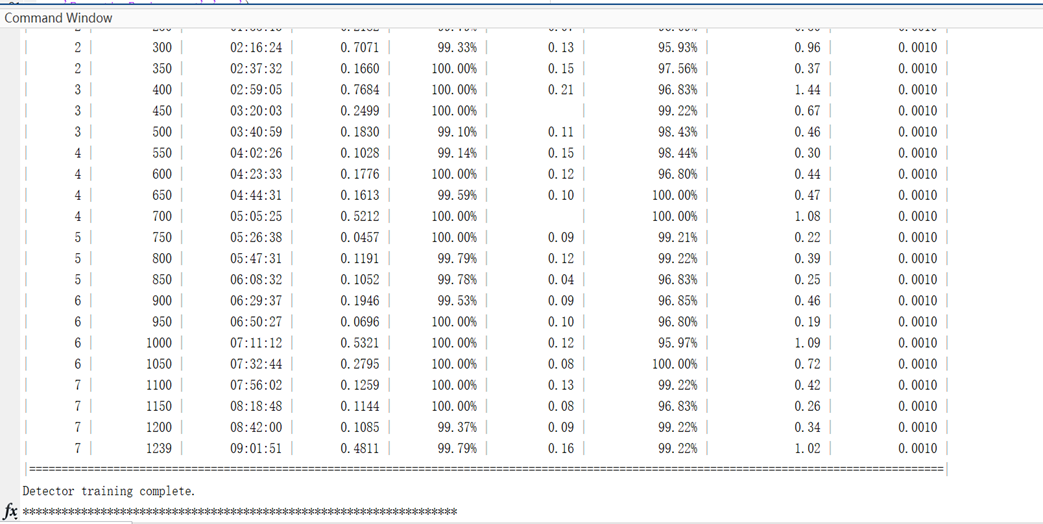 Command Window
2 | 300 | 02:16:24 | 0.7071 | 99.33% | 0.13 | 95.93% | 0.96 | 0.0010 |
| 2 | 350 | 02:37:32 | 0.1660 | 100.00% | 0.15 | 97.56% | 0.37 | 0.0010 |
| 3 | 400 | 02:59:05 | 0.7684 | 100.00% | 0.21 | 96.83% | 1.44 | 0.0010 |
| 3 | 450 | 03:20:03 | 0.2499 | 100.00% | | 99.22% | 0.67 | 0.0010 |
| 3 | 500 | 03:40:59 | 0.1830 | 99.10% | 0.11 | 98.43% | 0.46 | 0.0010 |
| 4 | 550 | 04:02:26 | 0.1028 | 99.14% | 0.15 | 98.44% | 0.30 | 0.0010 |
| 4 | 600 | 04:23:33 | 0.1776 | 100.00% | 0.12 | 96.80% | 0.44 | 0.0010 |
| 4 | 650 | 04:44:31 | 0.1613 | 99.59% | 0.10 | 100.00% | 0.47 | 0.0010 |
| 4 | 700 | 05:05:25 | 0.5212 | 100.00% | | 100.00% | 1.08 | 0.0010 |
| 5 | 750 | 05:26:38 | 0.0457 | 100.00% | 0.09 | 99.21% | 0.22 | 0.0010 |
| 5 | 800 | 05:47:31 | 0.1191 | 99.79% | 0.12 | 99.22% | 0.39 | 0.0010 |
| 5 | 850 | 06:08:32 | 0.1052 | 99.78% | 0.04 | 96.83% | 0.25 | 0.0010 |
| 6 | 900 | 06:29:37 | 0.1946 | 99.53% | 0.09 | 96.85% | 0.46 | 0.0010 |
| 6 | 950 | 06:50:27 | 0.0696 | 100.00% | 0.10 | 96.80% | 0.19 | 0.0010 |
| 6 | 1000 | 07:11:12 | 0.5321 | 100.00% | 0.12 | 95.97% | 1.09 | 0.0010 |
| 6 | 1050 | 07:32:44 | 0.2795 | 100.00% | 0.08 | 100.00% | 0.72 | 0.0010 |
| 7 | 1100 | 07:56:02 | 0.1259 | 100.00% | 0.13 | 99.22% | 0.42 | 0.0010 |
| 7 | 1150 | 08:18:48 | 0.1144 | 100.00% | 0.08 | 96.83% | 0.26 | 0.0010 |
| 7 | 1200 | 08:42:00 | 0.1085 | 99.37% | 0.09 | 99.22% | 0.34 | 0.0010 |
| 7 | 1239 | 09:01:51 | 0.4811 | 99.79% | 0.16 | 99.22% | 1.02 | 0.0010 |
|==============================================================================================================================================|
Detector training complete.
fx *******************************************************************